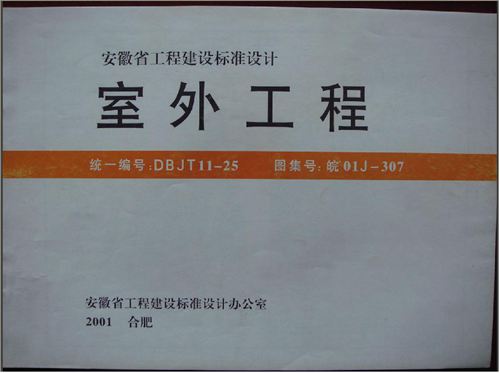 安徽省工程建设标准设计
室外工程
统一编号:DBJT11-25 图集号:皖01J-307
安徽省工程建设标准设计办公室
2001 合肥